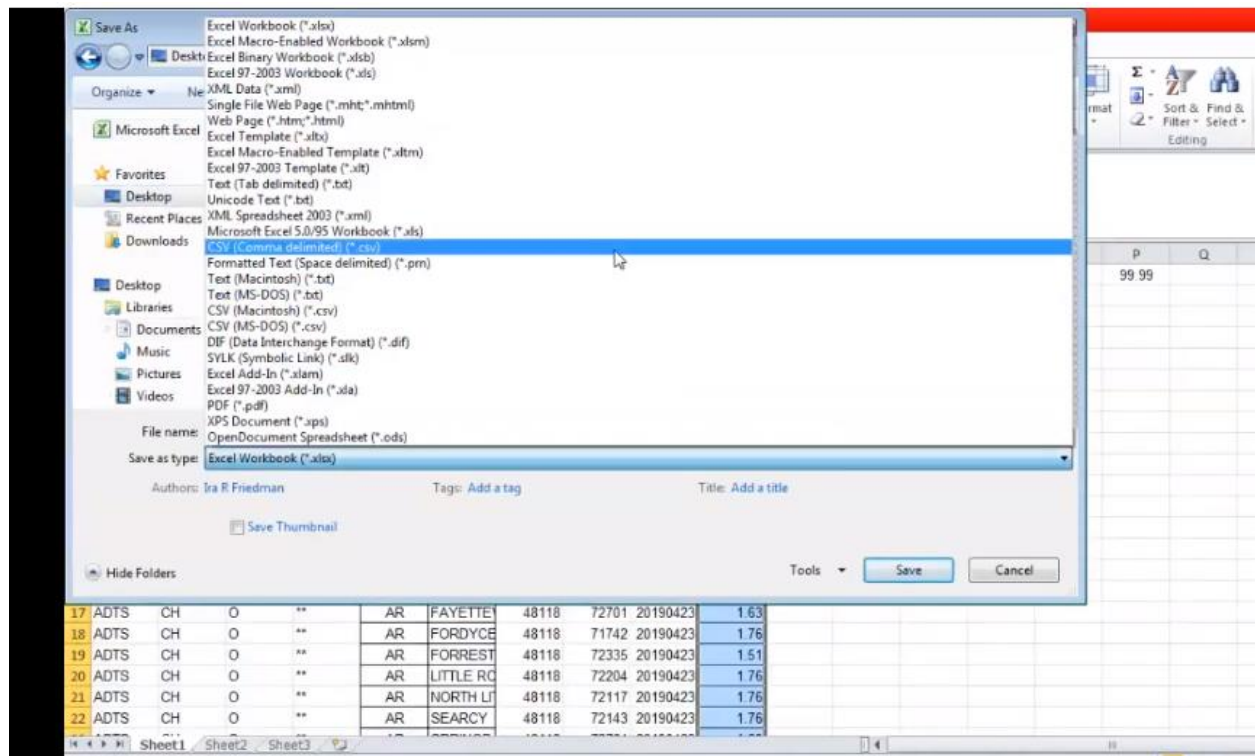 Save As
Excel Workbook (*.xlsx)
Excel Macro-Enabled Workbook (*.xlsm)
Excel Binary Workbook (*.xlsb)
Excel 97-2003 Workbook (*.xls)
XML Data (*.xml)
Single File Web Page (*.mht;*.mhtml)
Web Page (*.htm;*.html)
Excel Template (*.xltx)
Excel Macro-Enabled Template (*.xltm)
Excel 97-2003 Template (*.xlt)
Text (Tab delimited) (*.txt)
Unicode Text (*.txt)
XML Spreadsheet 2003 (*.xml)
Microsoft Excel 5.0/95 Workbook (*.xls)
CSV (Comma delimited) (*.csv)
Formatted Text (Space delimited) (*.prn)
Text (Macintosh) (*.txt)
Text (MS-DOS) (*.txt)
CSV (Macintosh) (*.csv)
CSV (MS-DOS) (*.csv)
DIF (Data Interchange Format) (*.dif)
SYLK (Symbolic Link) (*.slk)
Excel Add-In (*.xlam)
Excel 97-2003 Add-In (*.xla)
PDF (*.pdf)
XPS Document (*.xps)
OpenDocument Spreadsheet (*.ods)
Deskt
Organize Ne
Microsoft Excel
Favorites
Desktop
Recent Places
Downloads
Desktop
Libraries
Documents
Music
Pictures
Videos
File name:
Save as type: Excel Workbook (*.xlsx)
Authors: Ira R Friedman Tags: Add a tag Title: Add a title
Save Thumbnail
Hide Folders Tools Save Cancel
mat Σ Sort & Find &
Filter Select
Editing
P Q
99.99
17 ADTS CH O ** AR FAYETTE 48118 72701 20190423 1.63
18 ADTS CH O ** AR FORDYCE 48118 71742 20190423 1.76
19 ADTS CH O ** AR FORREST 48118 72335 20190423 1.51
20 ADTS CH O ** AR LITTLE RO 48118 72204 20190423 1.76
21 ADTS CH O ** AR NORTH LI 48118 72117 20190423 1.76
22 ADTS CH O ** AR SEARCY 48118 72143 20190423 1.76
Sheet1 Sheet2 Sheet3